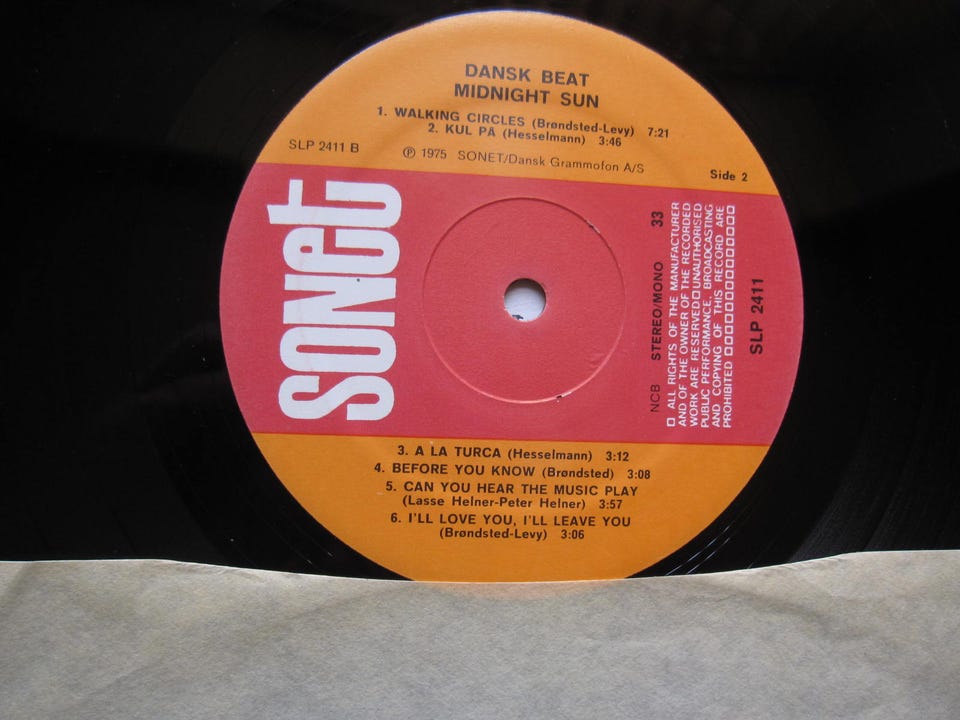 DANSK BEAT
MIDNIGHT SUN
1. WALKING CIRCLES (Brøndsted-Levy) 7:21
2. KUL PÅ (Hesselmann) 3:46
SLP 2411 B
℗ 1975 SONET/Dansk Grammofon A/S
Side 2
SONET
NCB STEREO/MONO 33
□ ALL RIGHTS OF THE MANUFACTURER
AND OF THE OWNER OF THE RECORDED
WORK ARE RESERVED □ UNAUTHORISED
PUBLIC PERFORMANCE, BROADCASTING
AND COPYING OF THIS RECORD ARE
PROHIBITED □□□□□□□□□□□□□
SLP 2411
3. A LA TURCA (Hesselmann) 3:12
4. BEFORE YOU KNOW (Brøndsted) 3:08
5. CAN YOU HEAR THE MUSIC PLAY
(Lasse Helner-Peter Helner) 3:57
6. I'LL LOVE YOU, I'LL LEAVE YOU
(Brøndsted-Levy) 3:06